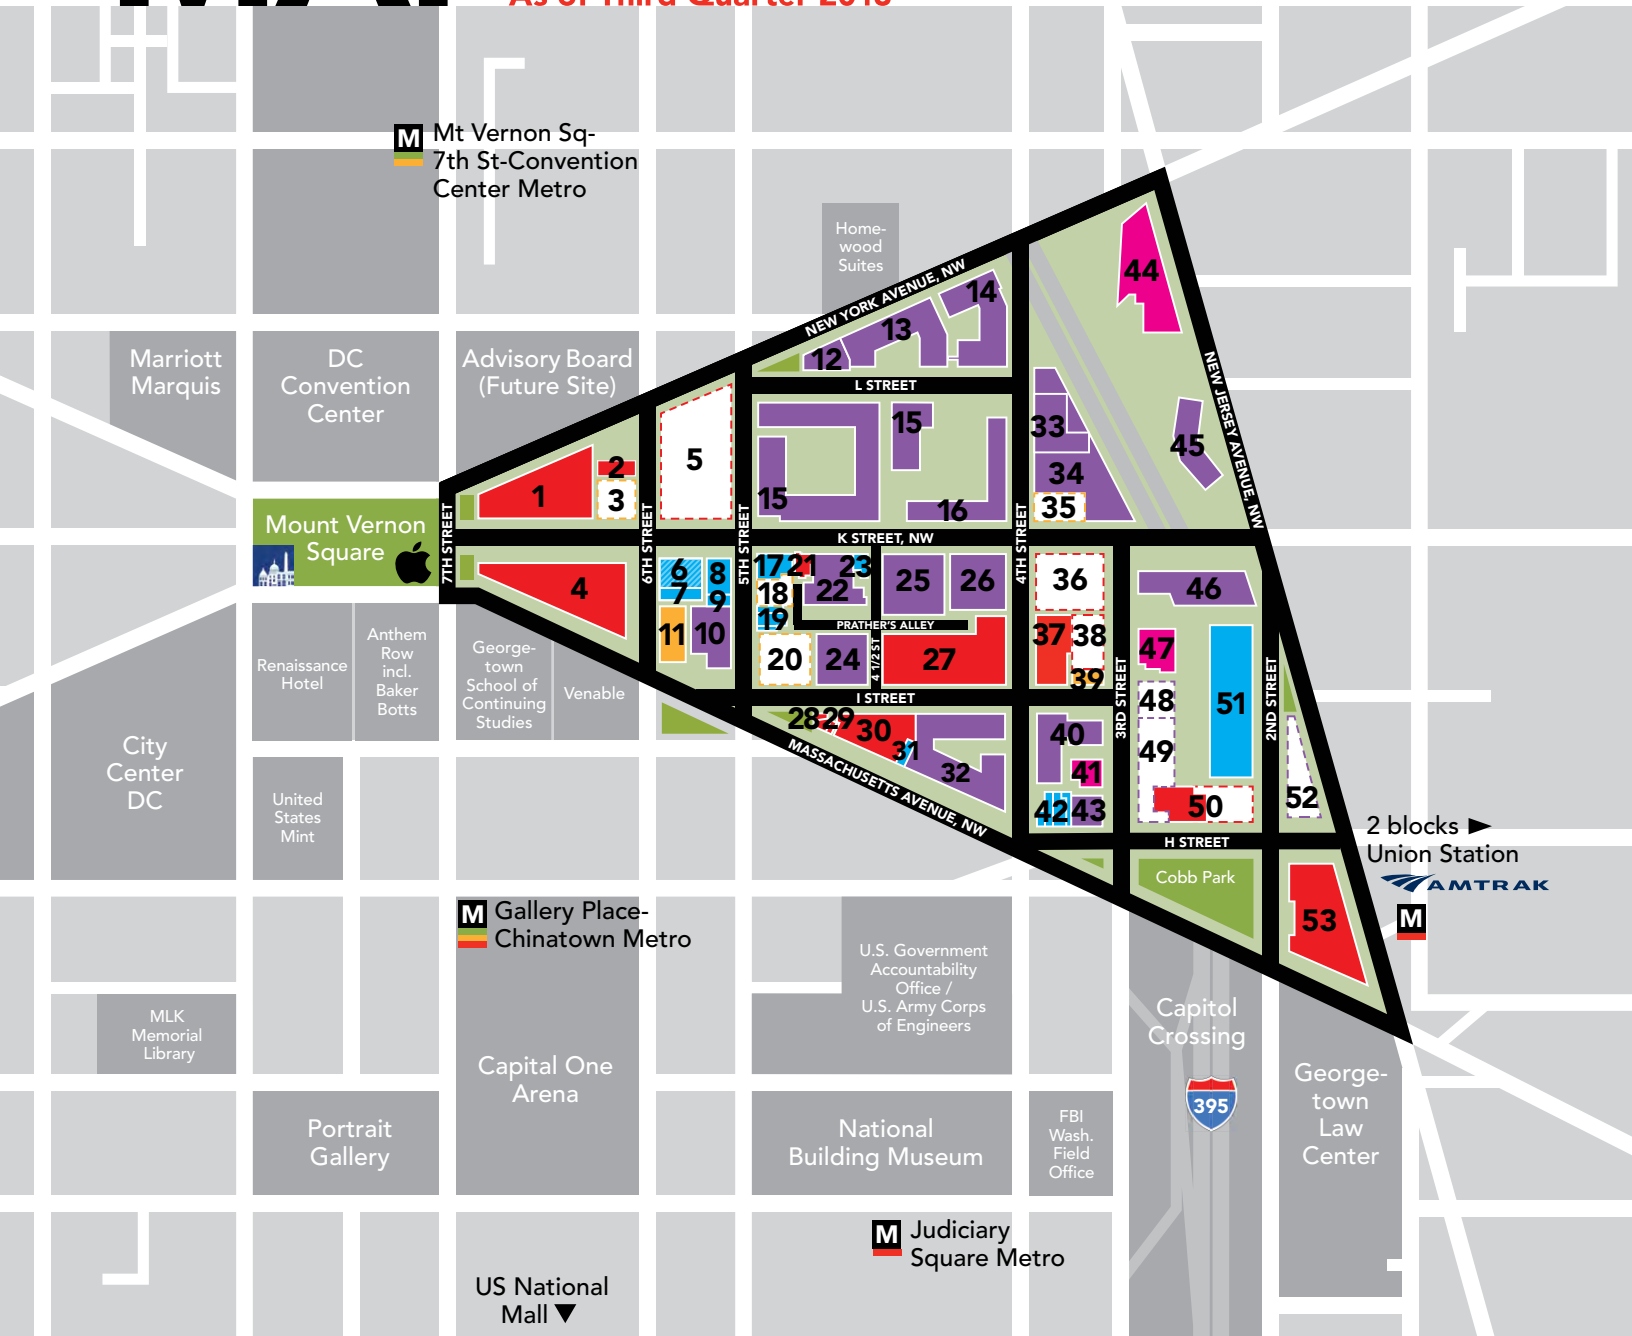 As of Third Quarter 2018
M
Mt Vernon Sq-
7th St-Convention
Center Metro
Home-
wood
Suites
Marriott
Marquis
DC
Convention
Center
Advisory Board
(Future Site)
NEW YORK AVENUE, NW
NEW JERSEY AVENUE, NW
44
14
13
12
L STREET
5
15
15
16
33
34
35
45
1
2
3
Mount Vernon
Square
7TH STREET
6TH STREET
5TH STREET
4TH STREET
K STREET, NW
4
6
7
8
9
10
11
17
21
23
18
22
19
25
26
PRATHER'S ALLEY
20
24
4 1/2 ST
27
36
37
38
39
46
47
48
49
51
50
52
3RD STREET
2ND STREET
I STREET
28
29
30
31
32
40
41
42
43
MASSACHUSETTS AVENUE, NW
H STREET
Cobb Park
53
2 blocks
Union Station
AMTRAK
M
Renaissance
Hotel
Anthem
Row
incl.
Baker
Botts
George-
town
School of
Continuing
Studies
Venable
City
Center
DC
United
States
Mint
M
Gallery Place-
Chinatown Metro
U.S. Government
Accountability
Office /
U.S. Army Corps
of Engineers
MLK
Memorial
Library
Capital One
Arena
Capitol
Crossing
395
George-
town
Law
Center
Portrait
Gallery
National
Building Museum
FBI
Wash.
Field
Office
M
Judiciary
Square Metro
US National
Mall